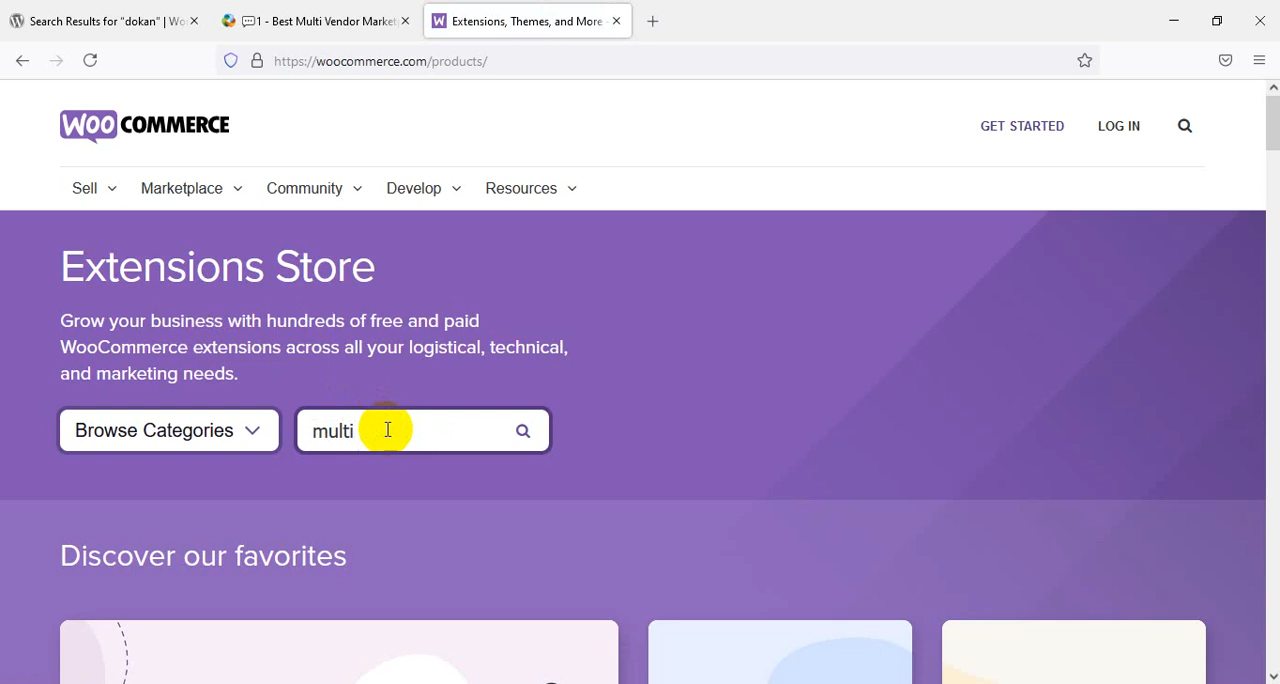 Search Results for "dokan" | Wo
1 - Best Multi Vendor Market
Extensions, Themes, and More -
https://woocommerce.com/products/
WOO COMMERCE
GET STARTED
LOG IN
Sell
Marketplace
Community
Develop
Resources
Extensions Store
Grow your business with hundreds of free and paid
WooCommerce extensions across all your logistical, technical,
and marketing needs.
Browse Categories
multi
Discover our favorites